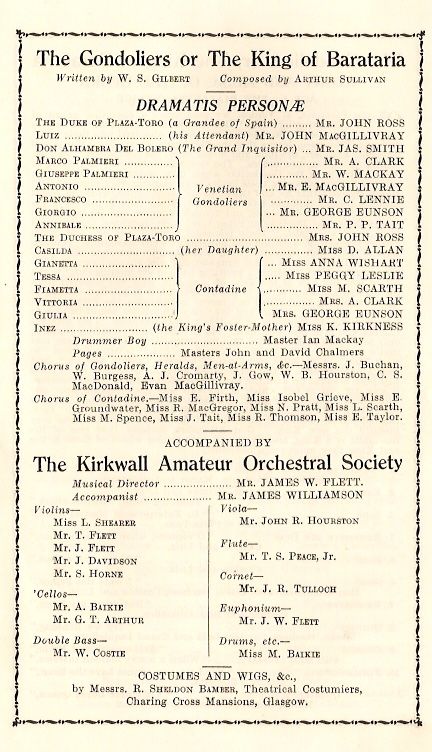 The Gondoliers or The King of Barataria
Written by W. S. GILBERT Composed by ARTHUR SULLIVAN
DRAMATIS PERSONÆ
THE DUKE OF PLAZA-TORO (a Grandee of Spain) ......... MR. JOHN ROSS
LUIZ ............................. (his Attendant) MR. JOHN MACGILLIVRAY
DON ALHAMBRA DEL BOLERO (The Grand Inquisitor) ... MR. JAS. SMITH
MARCO PALMIERI ........................ MR. A. CLARK
GIUSEPPE PALMIERI ................. MR. W. MACKAY
ANTONIO ........................... MR. E. MACGILLIVRAY
FRANCESCO Venetian Gondoliers MR. C. LENNIE
GIORGIO ........................... MR. GEORGE EUNSON
ANNIBALE ........................... MR. P. P. TAIT
THE DUCHESS OF PLAZA-TORO ........................... MRS. JOHN ROSS
CASILDA ....................... (her Daughter) ................ MISS D. ALLAN
GIANETTA ........................... MISS ANNA WISHART
TESSA ........................... MISS PEGGY LESLIE
FIAMETTA Contadine MISS M. SCARTH
VITTORIA ........................... MRS. A. CLARK
GIULIA ........................... MRS. GEORGE EUNSON
INEZ .......................... (the King's Foster-Mother) MISS K. KIRKNESS
Drummer Boy ........................... Master Ian Mackay
Pages .................... Masters John and David Chalmers
Chorus of Gondoliers, Heralds, Men-at-Arms, &c.—Messrs. J. Buchan,
W. Burgess, A. J. Cromarty, J. Gow, W. B. Hourston, C. S.
MacDonald, Evan MacGillivray.
Chorus of Contadine.—Miss E. Firth, Miss Isobel Grieve, Miss E.
Groundwater, Miss R. MacGregor, Miss N. Pratt, Miss L. Scarth,
Miss M. Spence, Miss J. Tait, Miss R. Thomson, Miss E. Taylor.
ACCOMPANIED BY
The Kirkwall Amateur Orchestral Society
Musical Director ................ MR. JAMES W. FLETT.
Accompanist .................. MR. JAMES WILLIAMSON
Violins—
MISS L. SHEARER
MR. T. FLETT
MR. J. FLETT
MR. J. DAVIDSON
MR. S. HORNE
'Cellos—
MR. A. BAIKIE
MR. G. T. ARTHUR
Double Bass—
MR. W. COSTIE
Viola—
MR. JOHN R. HOURSTON
Flute—
MR. T. S. PEACE, JR.
Cornet—
MR. J. R. TULLOCH
Euphonium—
MR. J. W. FLETT
Drums, etc.—
MISS M. BAIKIE
COSTUMES AND WIGS, &c.,
by Messrs. R. SHELDON BAMBER, Theatrical Costumiers,
Charing Cross Mansions, Glasgow.